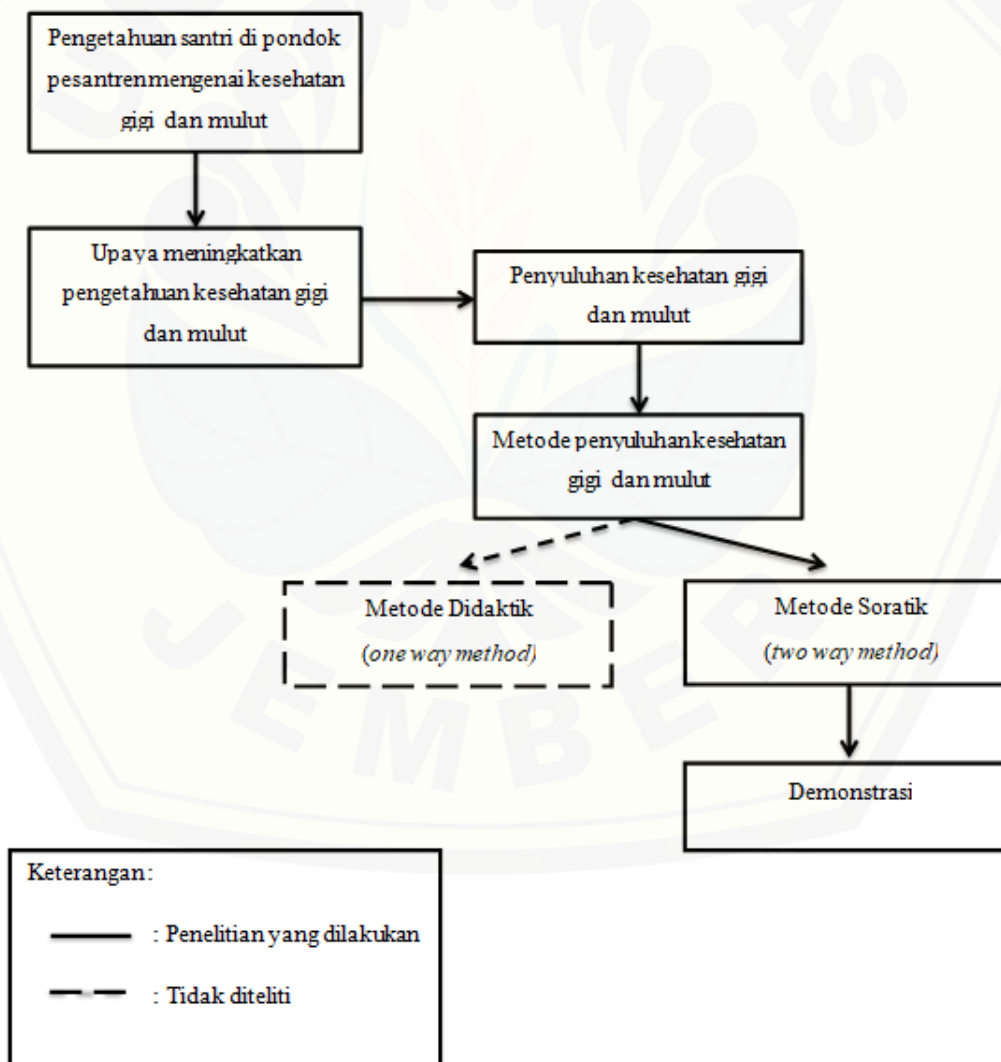 Pengetahuan santri di pondok
pesantren mengenai kesehatan
gigi dan mulut
Upaya meningkatkan
pengetahuan kesehatan gigi
dan mulut
Penyuluhan kesehatan gigi
dan mulut
Metode penyuluhan kesehatan
gigi dan mulut
Metode Didaktik
(one way method)
Metode Soratik
(two way method)
Demonstrasi
JEMBER
Keterangan:
: Penelitian yang dilakukan
: Tidak diteliti